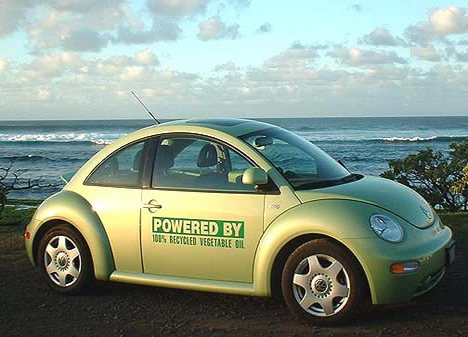 POWERED BY
100% RECYCLED VEGETABLE OIL